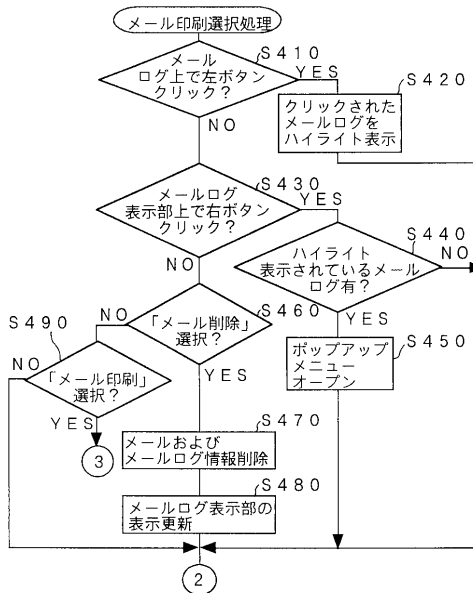 メール印刷選択処理
S410
メール
ログ上で左ボタン
クリック？
YES
NO
S420
クリックされた
メールログを
ハイライト表示
S430
メールログ
表示部上で右ボタン
クリック？
YES
NO
S440
ハイライト
表示されているメール
ログ有？
NO
YES
S450
ポップアップ
メニュー
オープン
S460
「メール削除」
選択？
NO
YES
S490
「メール印刷」
選択？
NO
YES
③
S470
メールおよび
メールログ情報削除
S480
メールログ表示部の
表示更新
②